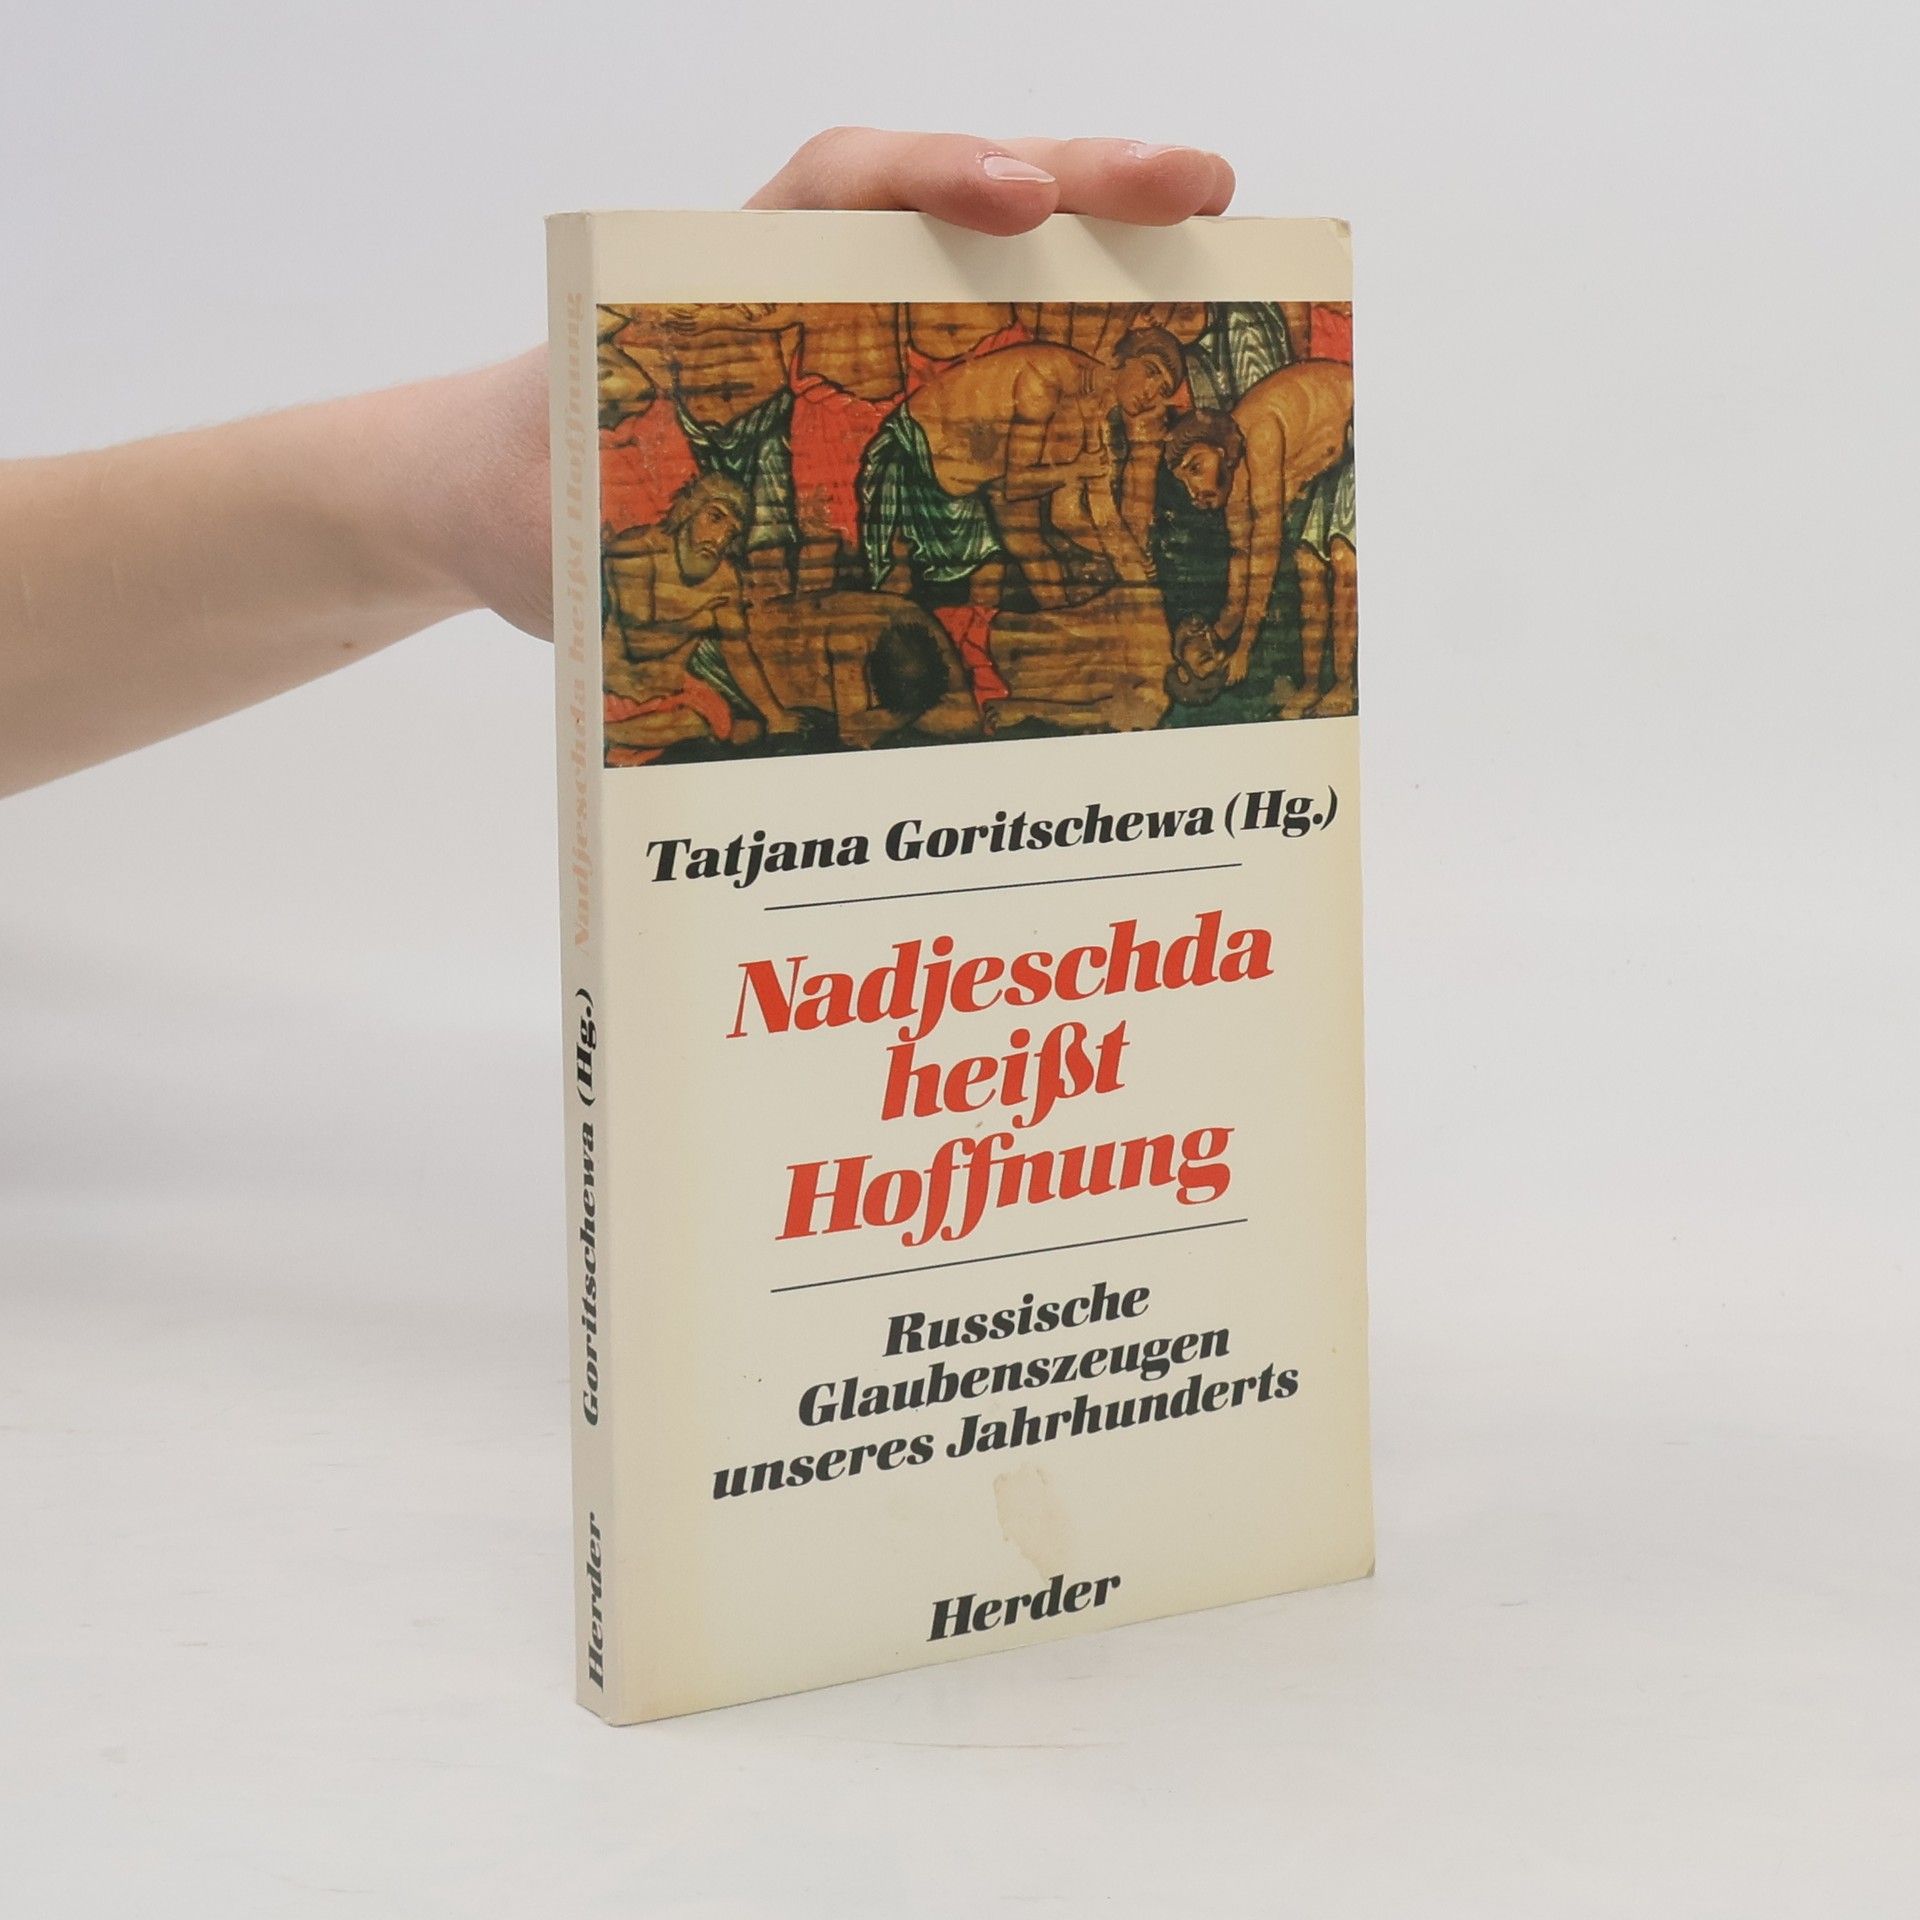 Tatjana Goritschewa (Hg.)
Nadjeschda
heißt
Hoffnung
Russische
Glaubenszeugen
unseres Jahrhunderts
Herder
Herder Goritschewa (Hg.) Nadjeschda heißt Hoffnung